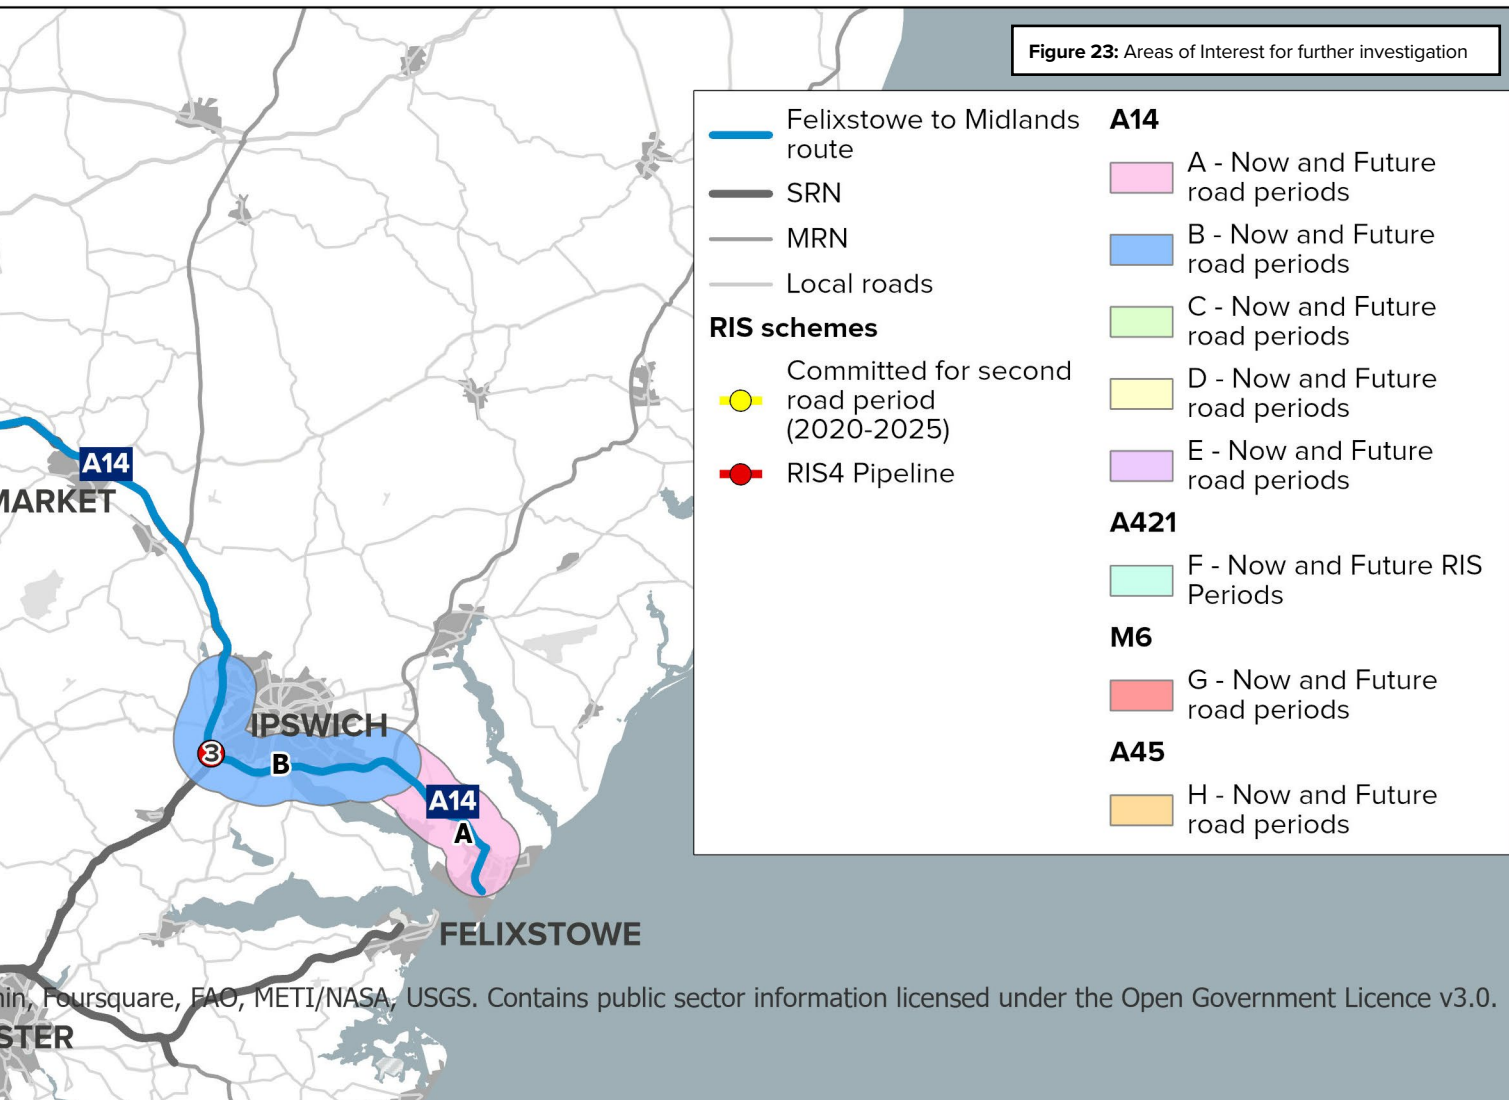 Figure 23: Areas of Interest for further investigation
Felixstowe to Midlands
route
SRN
MRN
Local roads
RIS schemes
Committed for second
road period
(2020-2025)
RIS4 Pipeline
A14
A - Now and Future
road periods
B - Now and Future
road periods
C - Now and Future
road periods
D - Now and Future
road periods
E - Now and Future
road periods
A421
F - Now and Future RIS
Periods
M6
G - Now and Future
road periods
A45
H - Now and Future
road periods
A14
MARKET
IPSWICH
3
B
A14
A
FELIXSTOWE
in, Foursquare, FAO, METI/NASA, USGS. Contains public sector information licensed under the Open Government Licence v3.0.
STER